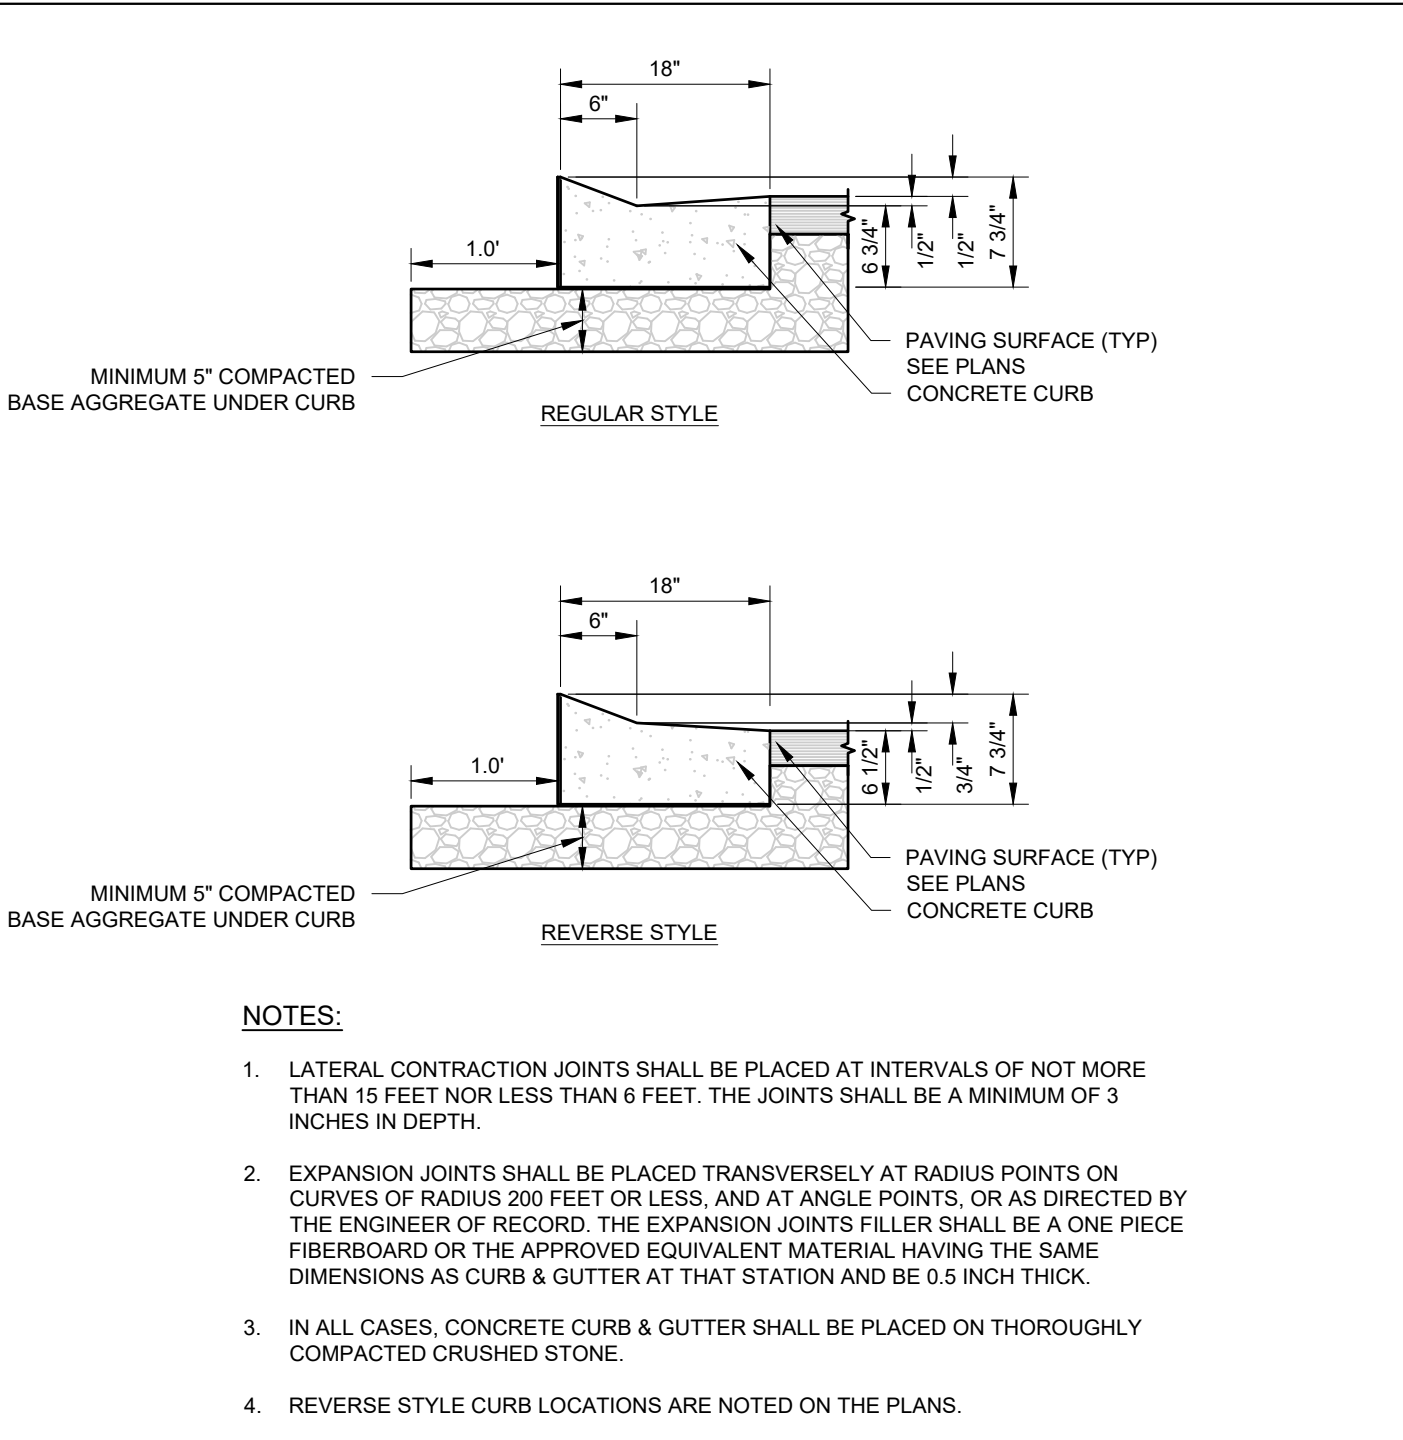 18"
6"
1.0'
6 3/4"
1/2"
1/2"
7 3/4"
PAVING SURFACE (TYP)
SEE PLANS
CONCRETE CURB
MINIMUM 5" COMPACTED
BASE AGGREGATE UNDER CURB
REGULAR STYLE
18"
6"
1.0'
6 1/2"
1/2"
3/4"
7 3/4"
PAVING SURFACE (TYP)
SEE PLANS
CONCRETE CURB
MINIMUM 5" COMPACTED
BASE AGGREGATE UNDER CURB
REVERSE STYLE
NOTES:
1. LATERAL CONTRACTION JOINTS SHALL BE PLACED AT INTERVALS OF NOT MORE
THAN 15 FEET NOR LESS THAN 6 FEET. THE JOINTS SHALL BE A MINIMUM OF 3
INCHES IN DEPTH.
2. EXPANSION JOINTS SHALL BE PLACED TRANSVERSELY AT RADIUS POINTS ON
CURVES OF RADIUS 200 FEET OR LESS, AND AT ANGLE POINTS, OR AS DIRECTED BY
THE ENGINEER OF RECORD. THE EXPANSION JOINTS FILLER SHALL BE A ONE PIECE
FIBERBOARD OR THE APPROVED EQUIVALENT MATERIAL HAVING THE SAME
DIMENSIONS AS CURB & GUTTER AT THAT STATION AND BE 0.5 INCH THICK.
3. IN ALL CASES, CONCRETE CURB & GUTTER SHALL BE PLACED ON THOROUGHLY
COMPACTED CRUSHED STONE.
4. REVERSE STYLE CURB LOCATIONS ARE NOTED ON THE PLANS.